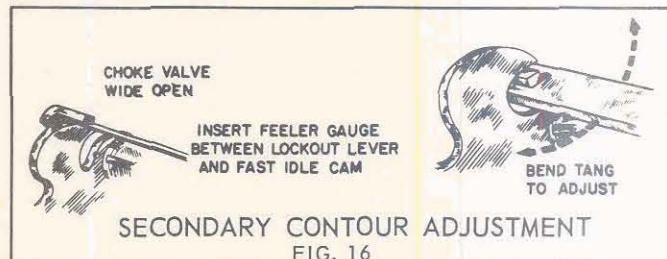 CHOKE VALVE
WIDE OPEN
INSERT FEELER GAUGE
BETWEEN LOCKOUT LEVER
AND FAST IDLE CAM
BEND TANG
TO ADJUST
SECONDARY CONTOUR ADJUSTMENT
FIG. 16